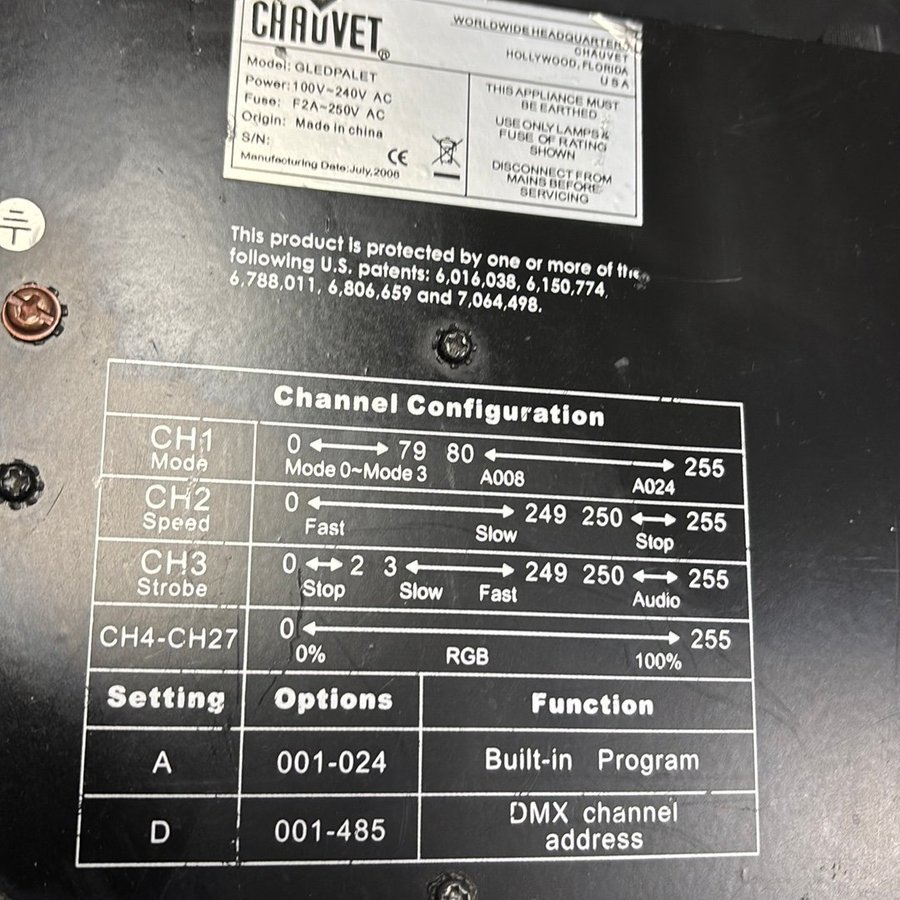 CHAUVET®
Model: GLEDPALET
Power: 100V~240V AC
Fuse: F2A~250V AC
Origin: Made in china
S/N:
Manufacturing Date: July, 2008
CE
WORLDWIDE HEADQUARTERS
CHAUVET
HOLLYWOOD, FLORIDA
USA
THIS APPLIANCE MUST
BE EARTHED
USE ONLY LAMPS &
FUSE OF RATING
SHOWN
DISCONNECT FROM
MAINS BEFORE
SERVICING
This product is protected by one or more of the
following U.S. patents: 6,016,038, 6,150,774,
6,788,011, 6,806,659 and 7,064,498.
Channel Configuration
CH1 0 79 80 255
Mode Mode 0~Mode 3 A008 A024
CH2 0 249 250 255
Speed Fast Slow Stop
CH3 0 2 3 249 250 255
Strobe Stop Slow Fast Audio
CH4-CH27 0 255
0% RGB 100%
Setting Options Function
A 001-024 Built-in Program
D 001-485 DMX channel
address